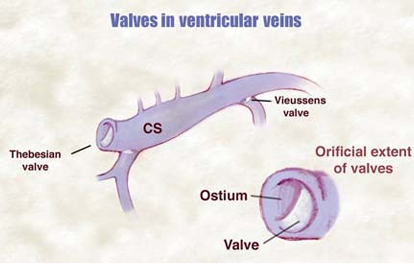 Valves in ventricular veins
Vieussens
valve
CS
Thebesian
valve
Orificial extent
of valves
Ostium
Valve